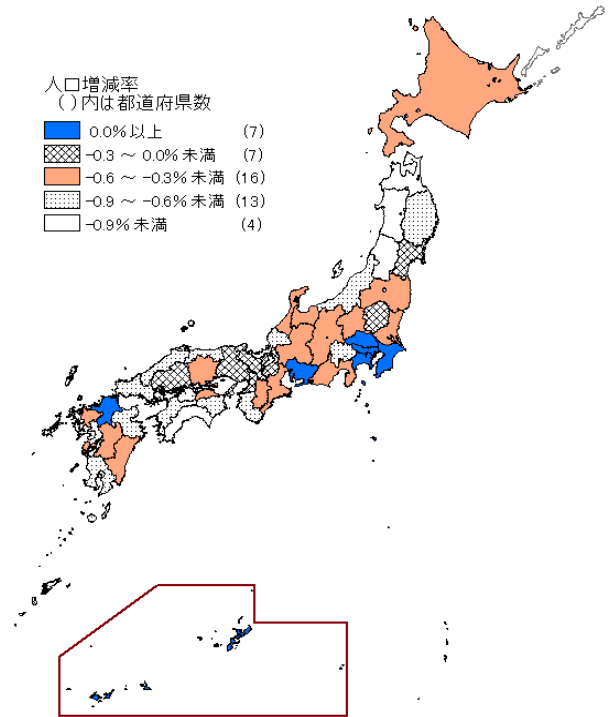 人口増減率
（ ）内は都道府県数
0.0%以上 (7)
-0.3 ～ 0.0%未満 (7)
-0.6 ～ -0.3%未満 (16)
-0.9 ～ -0.6%未満 (13)
-0.9%未満 (4)